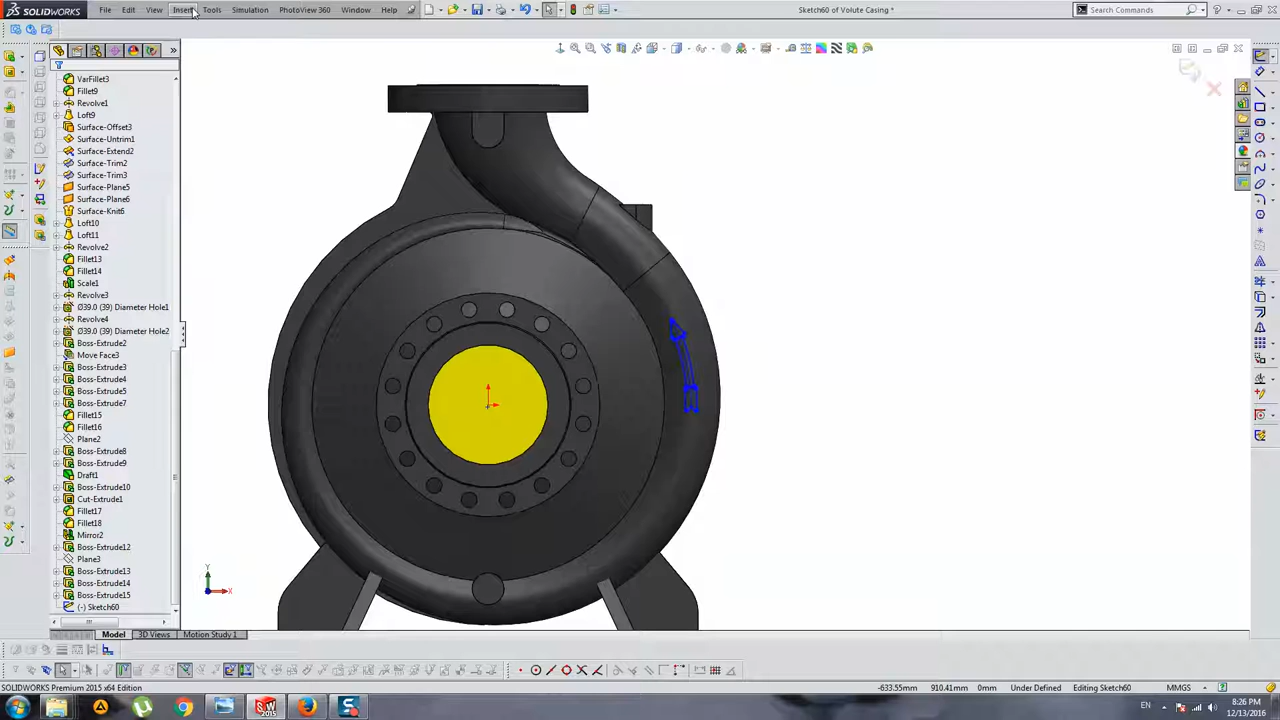 SOLIDWORKS
File Edit View Insert Tools Simulation PhotoView 360 Window Help
Sketch60 of Volute Casing *
Search Commands
VarFillet3
Fillet9
Revolve1
Loft9
Surface-Offset3
Surface-Untrim1
Surface-Extend2
Surface-Trim2
Surface-Trim3
Surface-Plane5
Surface-Plane6
Surface-Knit6
Loft10
Loft11
Revolve2
Fillet13
Fillet14
Scale1
Revolve3
Ø39.0 (39) Diameter Hole1
Revolve4
Ø39.0 (39) Diameter Hole2
Boss-Extrude2
Move Face3
Boss-Extrude3
Boss-Extrude4
Boss-Extrude5
Boss-Extrude7
Fillet15
Fillet16
Plane2
Boss-Extrude8
Boss-Extrude9
Draft1
Boss-Extrude10
Cut-Extrude1
Fillet17
Fillet18
Mirror2
Boss-Extrude12
Plane3
Boss-Extrude13
Boss-Extrude14
Boss-Extrude15
(-) Sketch60
Y
X
Model 3D Views Motion Study 1
SOLIDWORKS Premium 2015 x64 Edition
-633.55mm 910.41mm 0mm Under Defined Editing Sketch60 MMGS
EN
8:26 PM
12/13/2016